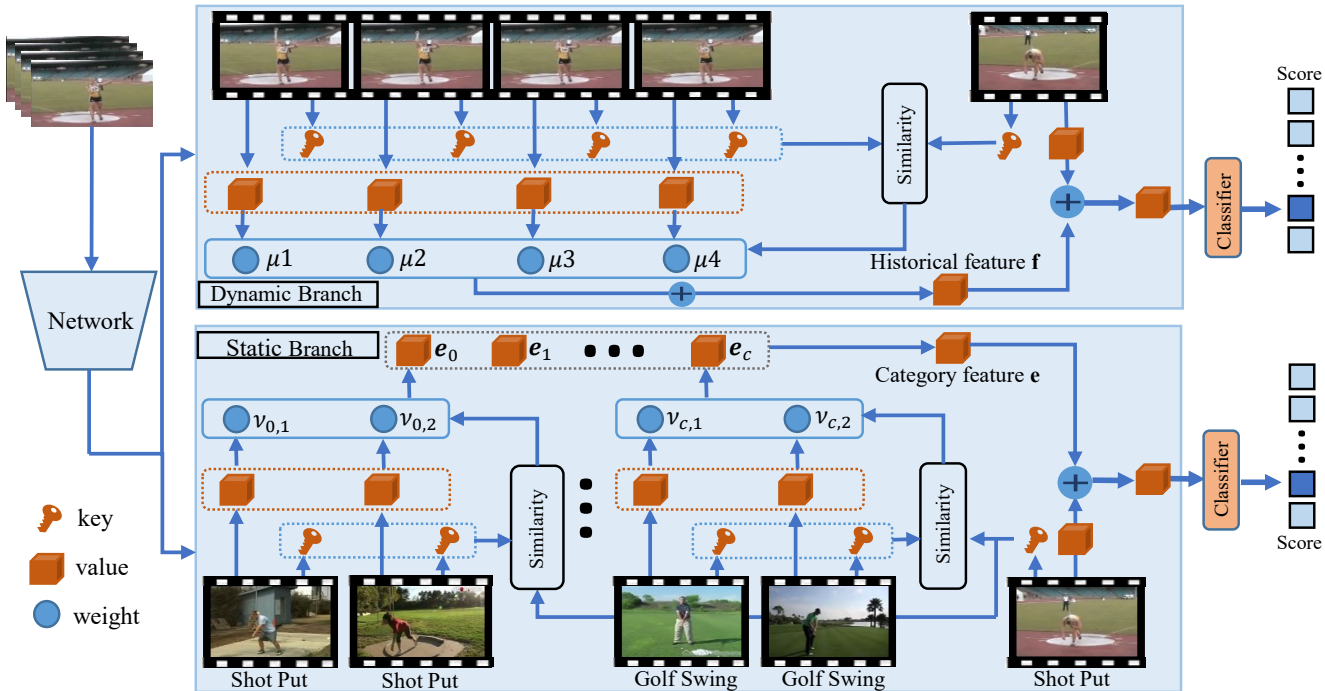 Score
Similarity
Classifier
μ1
μ2
μ3
μ4
Historical feature f
Dynamic Branch
Network
Static Branch
e0
e1
ec
Category feature e
ν0,1
ν0,2
νc,1
νc,2
Similarity
Similarity
Classifier
key
value
weight
Score
Shot Put
Shot Put
Golf Swing
Golf Swing
Shot Put